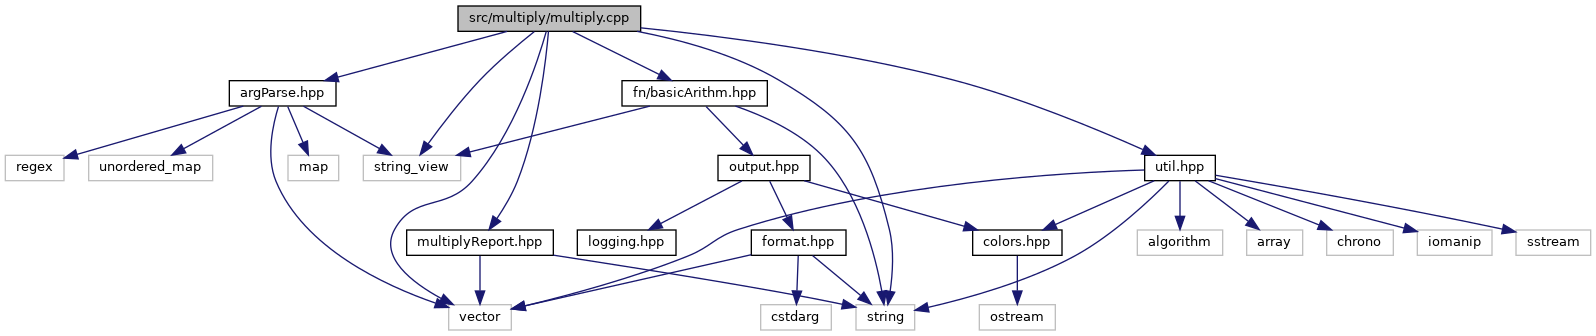 src/multiply/multiply.cpp
argParse.hpp
fn/basicArithm.hpp
regex
unordered_map
map
string_view
output.hpp
util.hpp
multiplyReport.hpp
logging.hpp
format.hpp
colors.hpp
algorithm
array
chrono
iomanip
sstream
vector
cstdarg
string
ostream